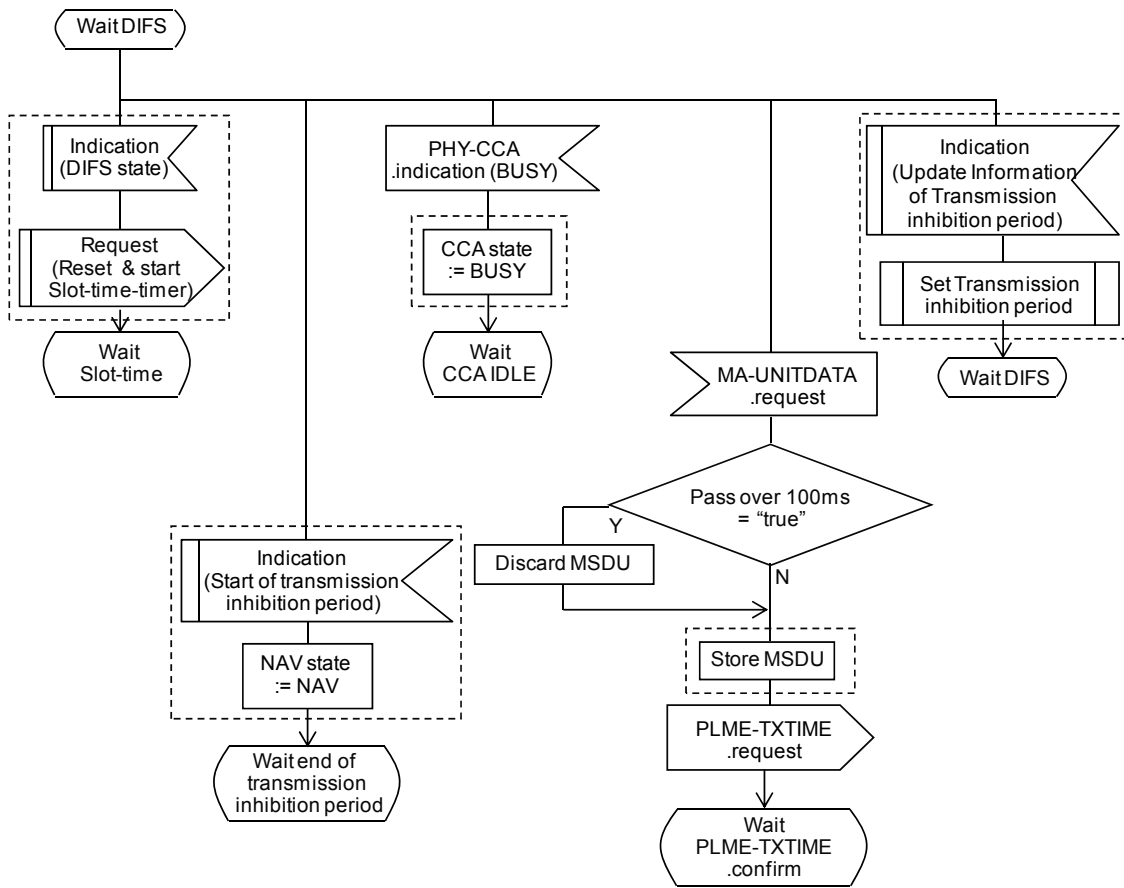 Wait DIFS
Indication
(DIFS state)
Request
(Reset & start
Slot-time-timer)
Wait
Slot-time
Indication
(Start of transmission
inhibition period)
NAV state
:= NAV
Wait end of
transmission
inhibition period
PHY-CCA
.indication (BUSY)
CCA state
:= BUSY
Wait
CCA IDLE
MA-UNITDATA
.request
Pass over 100ms
= “true”
Y
N
Discard MSDU
Store MSDU
PLME-TXTIME
.request
Wait
PLME-TXTIME
.confirm
Indication
(Update Information
of Transmission
inhibition period)
Set Transmission
inhibition period
Wait DIFS